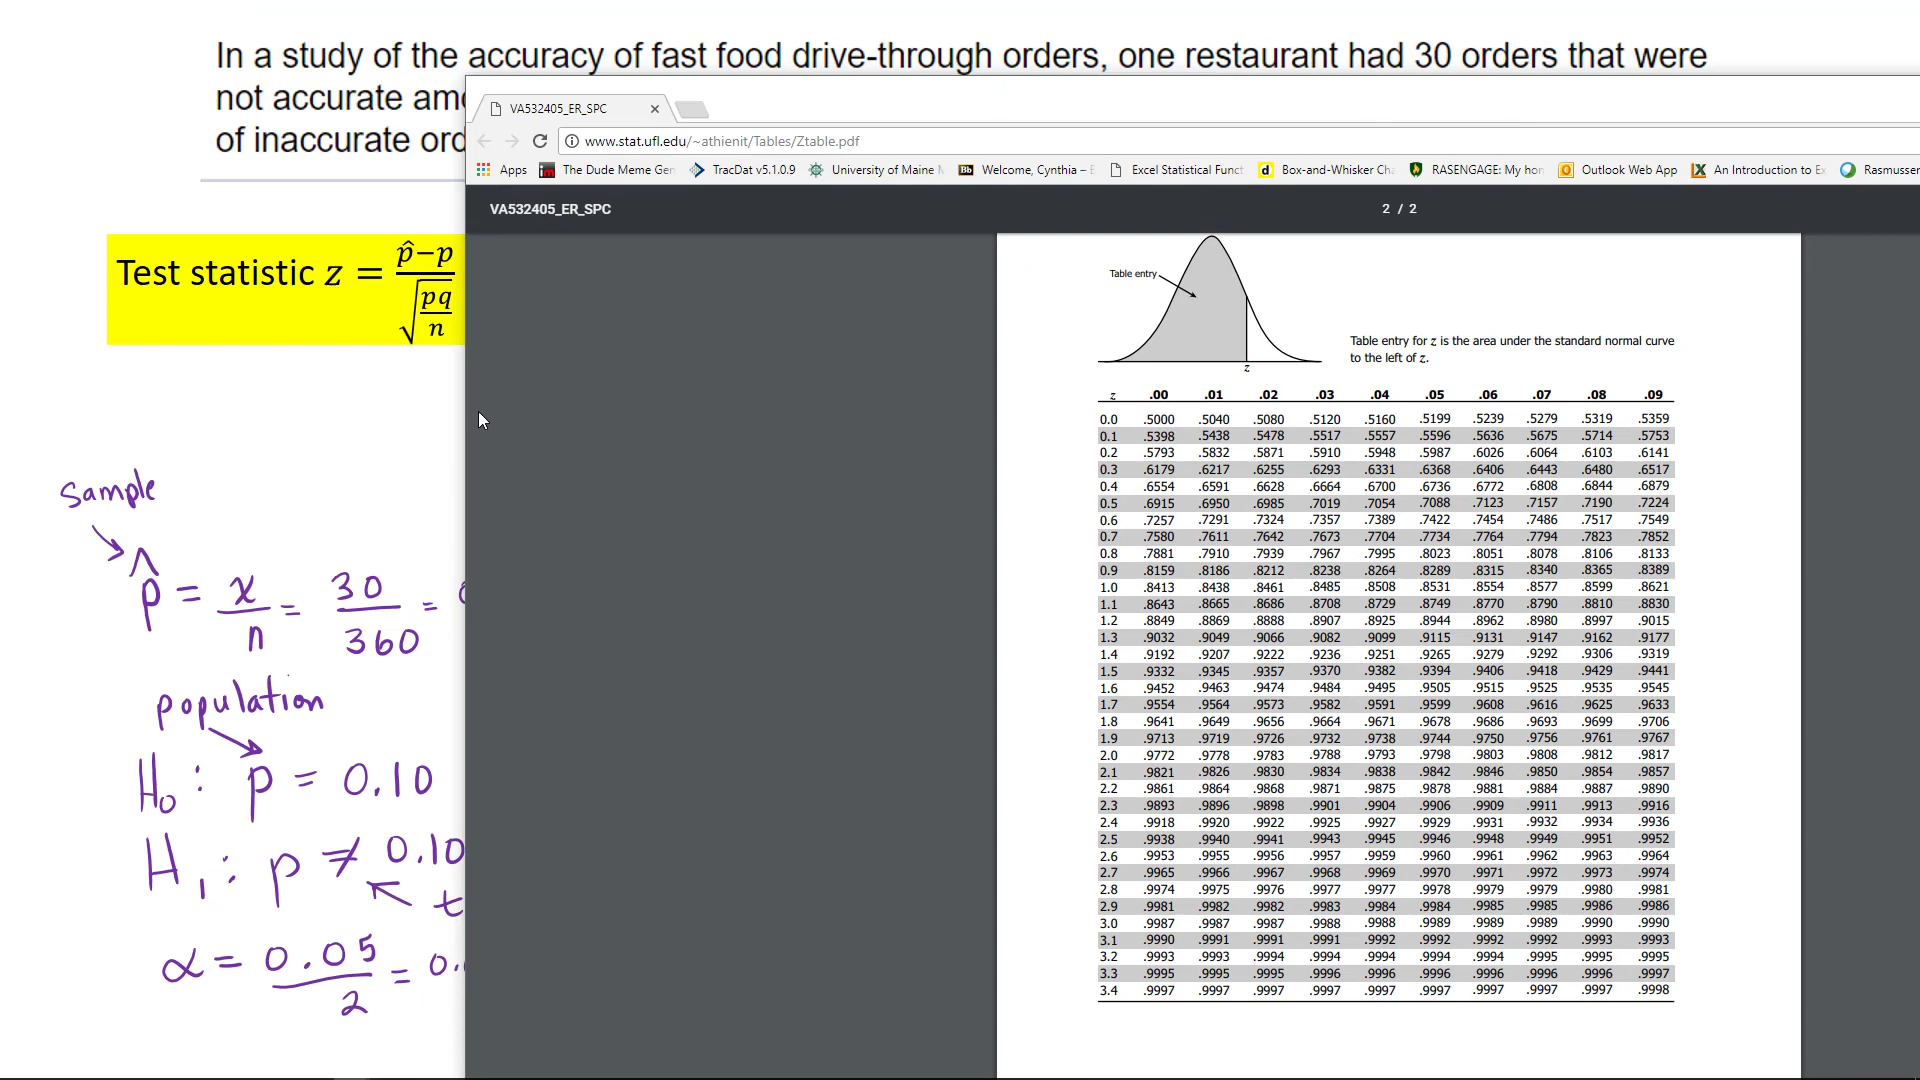 In a study of the accuracy of fast food drive-through orders, one restaurant had 30 orders that were
not accurate amo
of inaccurate ord
Test statistic z = p̂−p / √(pq/n)
sample
p̂ = x/n = 30/360 =
population
H₀ : p = 0.10
H₁ : p ≠ 0.10
t
α = 0.05/2 = 0.
VA532405_ER_SPC
www.stat.ufl.edu/~athienit/Tables/Ztable.pdf
Apps The Dude Meme Gen TracDat v5.1.0.9 University of Maine Welcome, Cynthia – Excel Statistical Funct Box-and-Whisker Cha RASENGAGE: My hom Outlook Web App An Introduction to Ex Rasmusser
VA532405_ER_SPC 2 / 2
Table entry
z
Table entry for z is the area under the standard normal curve
to the left of z.
z .00 .01 .02 .03 .04 .05 .06 .07 .08 .09
0.0 .5000 .5040 .5080 .5120 .5160 .5199 .5239 .5279 .5319 .5359
0.1 .5398 .5438 .5478 .5517 .5557 .5596 .5636 .5675 .5714 .5753
0.2 .5793 .5832 .5871 .5910 .5948 .5987 .6026 .6064 .6103 .6141
0.3 .6179 .6217 .6255 .6293 .6331 .6368 .6406 .6443 .6480 .6517
0.4 .6554 .6591 .6628 .6664 .6700 .6736 .6772 .6808 .6844 .6879
0.5 .6915 .6950 .6985 .7019 .7054 .7088 .7123 .7157 .7190 .7224
0.6 .7257 .7291 .7324 .7357 .7389 .7422 .7454 .7486 .7517 .7549
0.7 .7580 .7611 .7642 .7673 .7704 .7734 .7764 .7794 .7823 .7852
0.8 .7881 .7910 .7939 .7967 .7995 .8023 .8051 .8078 .8106 .8133
0.9 .8159 .8186 .8212 .8238 .8264 .8289 .8315 .8340 .8365 .8389
1.0 .8413 .8438 .8461 .8485 .8508 .8531 .8554 .8577 .8599 .8621
1.1 .8643 .8665 .8686 .8708 .8729 .8749 .8770 .8790 .8810 .8830
1.2 .8849 .8869 .8888 .8907 .8925 .8944 .8962 .8980 .8997 .9015
1.3 .9032 .9049 .9066 .9082 .9099 .9115 .9131 .9147 .9162 .9177
1.4 .9192 .9207 .9222 .9236 .9251 .9265 .9279 .9292 .9306 .9319
1.5 .9332 .9345 .9357 .9370 .9382 .9394 .9406 .9418 .9429 .9441
1.6 .9452 .9463 .9474 .9484 .9495 .9505 .9515 .9525 .9535 .9545
1.7 .9554 .9564 .9573 .9582 .9591 .9599 .9608 .9616 .9625 .9633
1.8 .9641 .9649 .9656 .9664 .9671 .9678 .9686 .9693 .9699 .9706
1.9 .9713 .9719 .9726 .9732 .9738 .9744 .9750 .9756 .9761 .9767
2.0 .9772 .9778 .9783 .9788 .9793 .9798 .9803 .9808 .9812 .9817
2.1 .9821 .9826 .9830 .9834 .9838 .9842 .9846 .9850 .9854 .9857
2.2 .9861 .9864 .9868 .9871 .9875 .9878 .9881 .9884 .9887 .9890
2.3 .9893 .9896 .9898 .9901 .9904 .9906 .9909 .9911 .9913 .9916
2.4 .9918 .9920 .9922 .9925 .9927 .9929 .9931 .9932 .9934 .9936
2.5 .9938 .9940 .9941 .9943 .9945 .9946 .9948 .9949 .9951 .9952
2.6 .9953 .9955 .9956 .9957 .9959 .9960 .9961 .9962 .9963 .9964
2.7 .9965 .9966 .9967 .9968 .9969 .9970 .9971 .9972 .9973 .9974
2.8 .9974 .9975 .9976 .9977 .9977 .9978 .9979 .9979 .9980 .9981
2.9 .9981 .9982 .9982 .9983 .9984 .9984 .9985 .9985 .9986 .9986
3.0 .9987 .9987 .9987 .9988 .9988 .9989 .9989 .9989 .9990 .9990
3.1 .9990 .9991 .9991 .9991 .9992 .9992 .9992 .9992 .9993 .9993
3.2 .9993 .9993 .9994 .9994 .9994 .9994 .9994 .9995 .9995 .9995
3.3 .9995 .9995 .9995 .9996 .9996 .9996 .9996 .9996 .9996 .9997
3.4 .9997 .9997 .9997 .9997 .9997 .9997 .9997 .9997 .9997 .9998